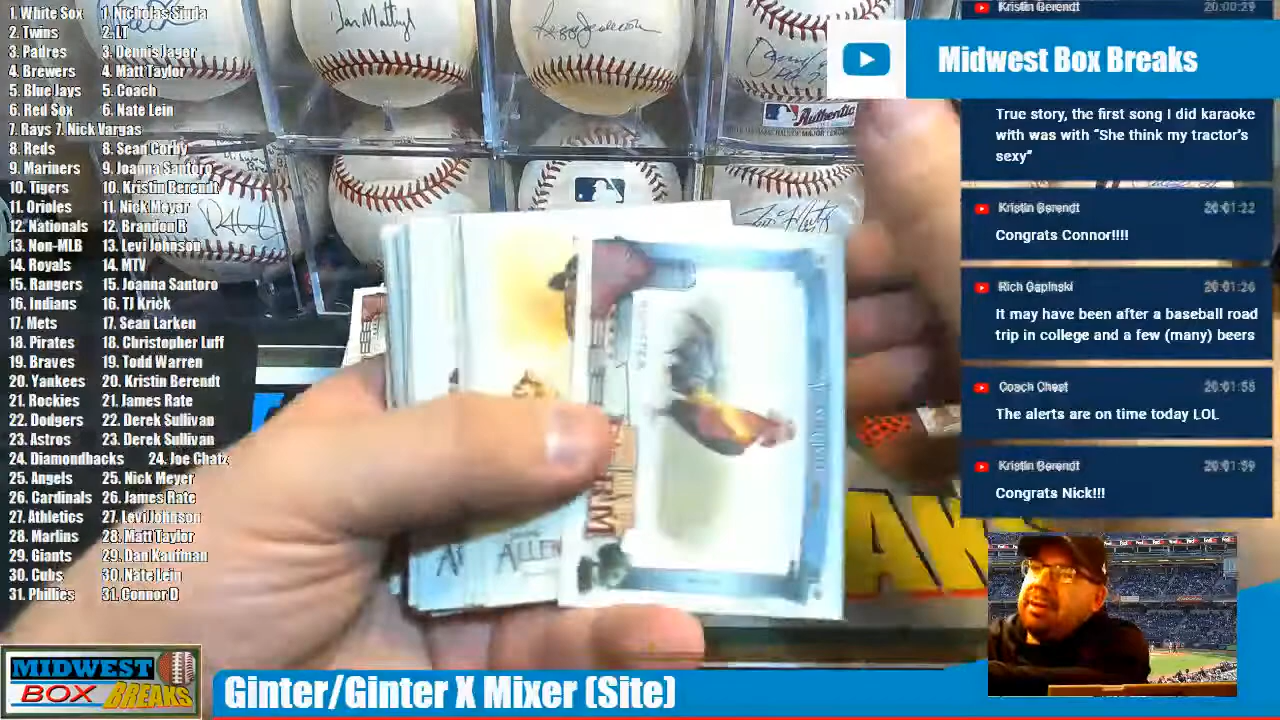 1. White Sox 1. Nicholas Siuda
2. Twins 2. LT
3. Padres 3. Dennis Jager
4. Brewers 4. Matt Taylor
5. Blue Jays 5. Coach
6. Red Sox 6. Nate Lein
7. Rays 7. Nick Vargas
8. Reds 8. Sean Corby
9. Mariners 9. Joanna Santoro
10. Tigers 10. Kristin Berendt
11. Orioles 11. Nick Meyer
12. Nationals 12. Brandon R
13. Non-MLB 13. Levi Johnson
14. Royals 14. MTV
15. Rangers 15. Joanna Santoro
16. Indians 16. TJ Krick
17. Mets 17. Sean Larken
18. Pirates 18. Christopher Luff
19. Braves 19. Todd Warren
20. Yankees 20. Kristin Berendt
21. Rockies 21. James Rate
22. Dodgers 22. Derek Sullivan
23. Astros 23. Derek Sullivan
24. Diamondbacks 24. Joe Chatz
25. Angels 25. Nick Meyer
26. Cardinals 26. James Rate
27. Athletics 27. Levi Johnson
28. Marlins 28. Matt Taylor
29. Giants 29. Dan Kaufman
30. Cubs 30. Nate Lein
31. Phillies 31. Connor D
Kristin Berendt 20:00:29
Midwest Box Breaks
True story, the first song I did karaoke
with was with “She think my tractor's
sexy”
Kristin Berendt 20:01:22
Congrats Connor!!!!
Rich Gapinski 20:01:26
It may have been after a baseball road
trip in college and a few (many) beers
Coach Chest 20:01:55
The alerts are on time today LOL
Kristin Berendt 20:01:59
Congrats Nick!!!
Authentic
ALLEN
MIDWEST
BOX BREAKS
Ginter/Ginter X Mixer (Site)